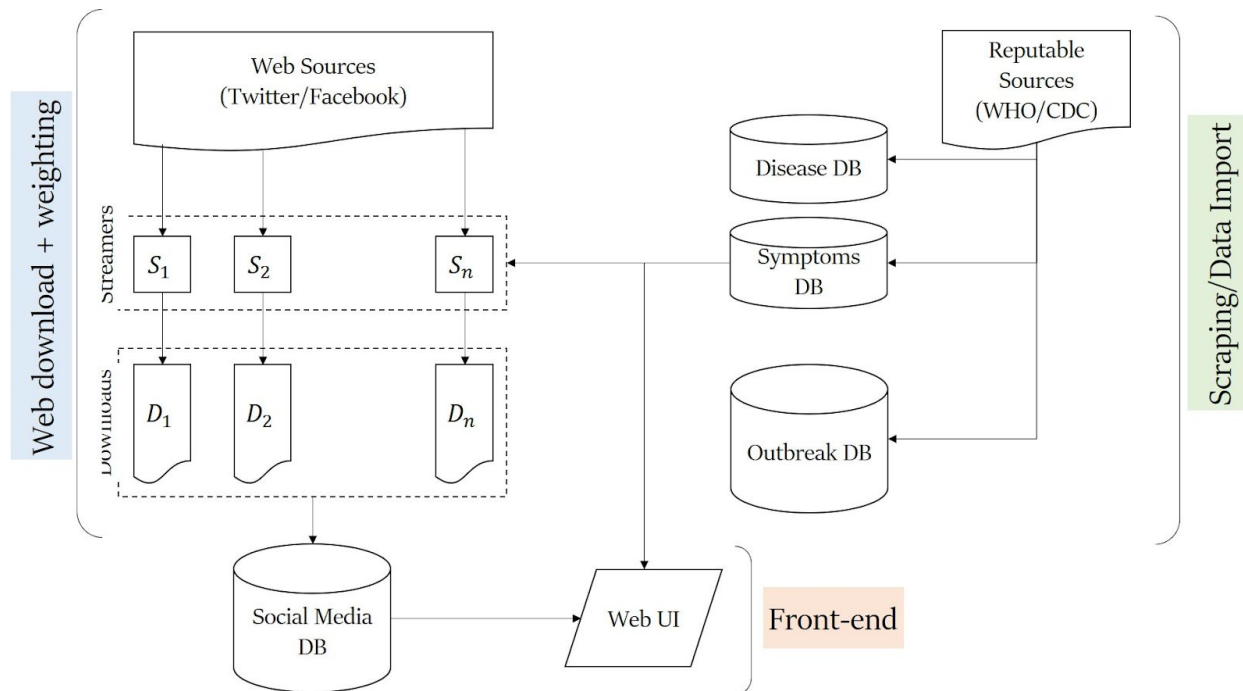 Web download + weighting
Web Sources
(Twitter/Facebook)
Streamers
S₁
S₂
Sₙ
Downloads
D₁
D₂
Dₙ
Social Media
DB
Disease DB
Symptoms
DB
Outbreak DB
Reputable
Sources
(WHO/CDC)
Scraping/Data Import
Web UI
Front-end